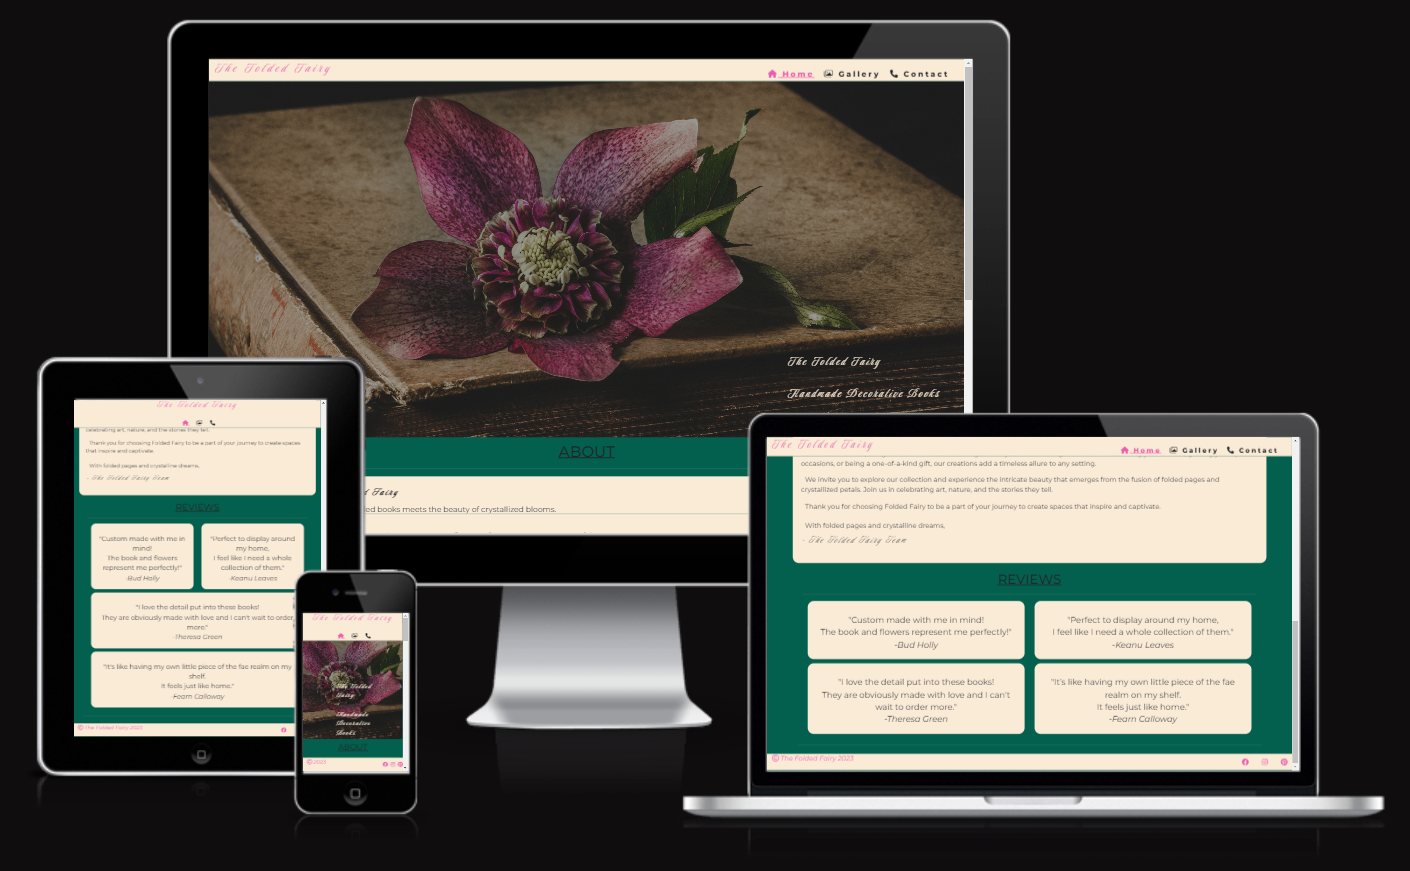 The Folded Fairy
Home Gallery Contact
The Folded Fairy
Handmade Decorative Books
ABOUT
Fairy
ed books meets the beauty of crystallized blooms.
The Folded Fairy
celebrating art, nature, and the stories they tell.
Thank you for choosing Folded Fairy to be a part of your journey to create spaces
that inspire and captivate.
With folded pages and crystalline dreams,
- The Folded Fairy Team
REVIEWS
"Custom made with me in
mind!
The book and flowers
represent me perfectly!"
-Bud Holly
"Perfect to display around
my home,
I feel like I need a whole
collection of them."
-Keanu Leaves
"I love the detail put into these books!
They are obviously made with love and I can't wait to order
more."
-Theresa Green
"It's like having my own little piece of the fae realm on my
shelf.
It feels just like home."
-Fearn Calloway
© The Folded Fairy 2023
The Folded Fairy
The Folded
Fairy
Handmade
Decorative
Books
ABOUT
© 2023
The Folded Fairy
Home Gallery Contact
occasions, or being a one-of-a-kind gift, our creations add a timeless allure to any setting.
We invite you to explore our collection and experience the intricate beauty that emerges from the fusion of folded pages and
crystallized petals. Join us in celebrating art, nature, and the stories they tell.
Thank you for choosing Folded Fairy to be a part of your journey to create spaces that inspire and captivate.
With folded pages and crystalline dreams,
- The Folded Fairy Team
REVIEWS
"Custom made with me in mind!
The book and flowers represent me perfectly!"
-Bud Holly
"Perfect to display around my home,
I feel like I need a whole collection of them."
-Keanu Leaves
"I love the detail put into these books!
They are obviously made with love and I can't
wait to order more."
-Theresa Green
"It's like having my own little piece of the fae
realm on my shelf.
It feels just like home."
-Fearn Calloway
© The Folded Fairy 2023